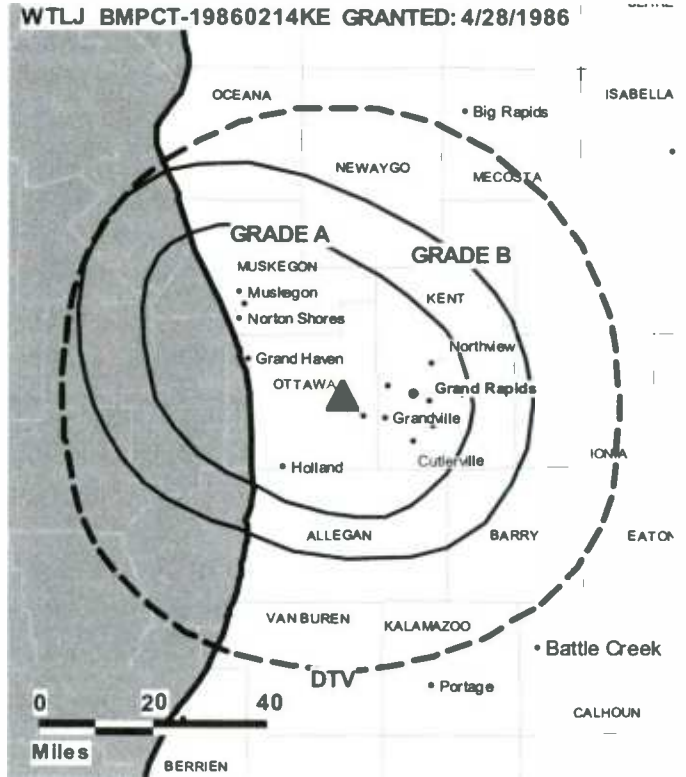 WTLJ BMPCT-19860214KE GRANTED: 4/28/1986
OCEANA
ISABELLA
Big Rapids
NEWAYGO
MECOSTA
GRADE A
GRADE B
MUSKEGON
Muskegon
KENT
Norton Shores
Northview
Grand Haven
OTTAWA
Grand Rapids
Grandville
IONIA
Cutlerville
Holland
ALLEGAN
BARRY
EATON
VAN BUREN
KALAMAZOO
Battle Creek
DTV
Portage
0 20 40
CALHOUN
Miles
BERRIEN